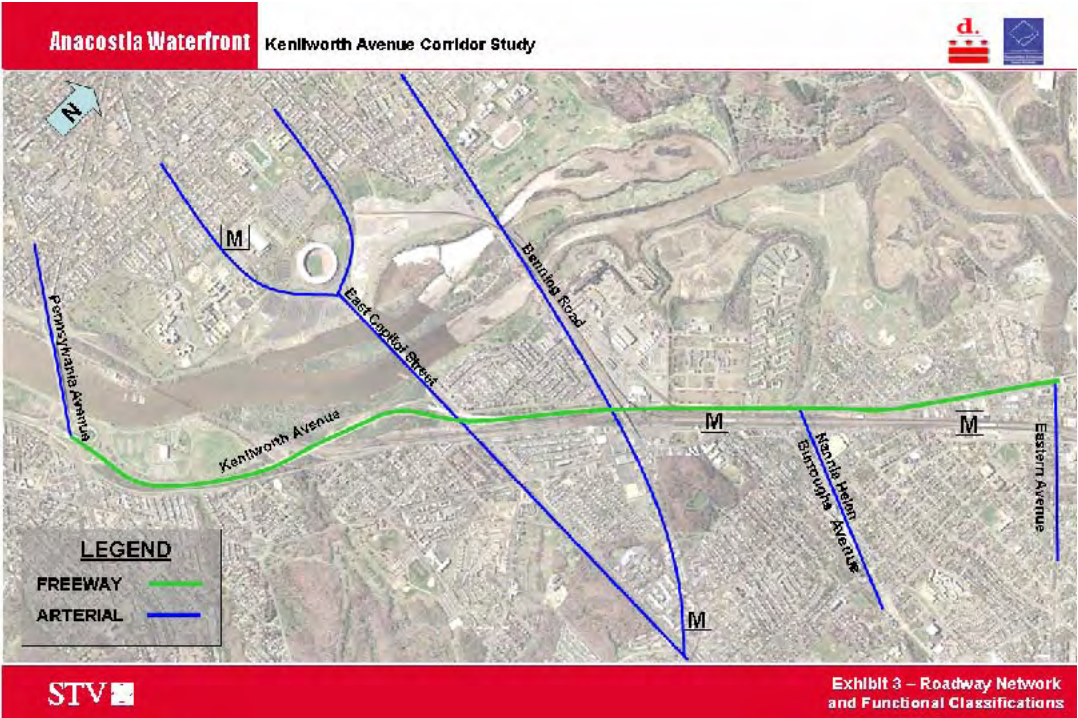 Anacostia Waterfront
Kenilworth Avenue Corridor Study
d.
N
M
Benning Road
East Capitol Street
Pennsylvania Avenue
Kenilworth Avenue
M
M
Nannie Helen
Burroughs Avenue
Eastern Avenue
LEGEND
FREEWAY
ARTERIAL
M
STV
Exhibit 3 – Roadway Network
and Functional Classifications